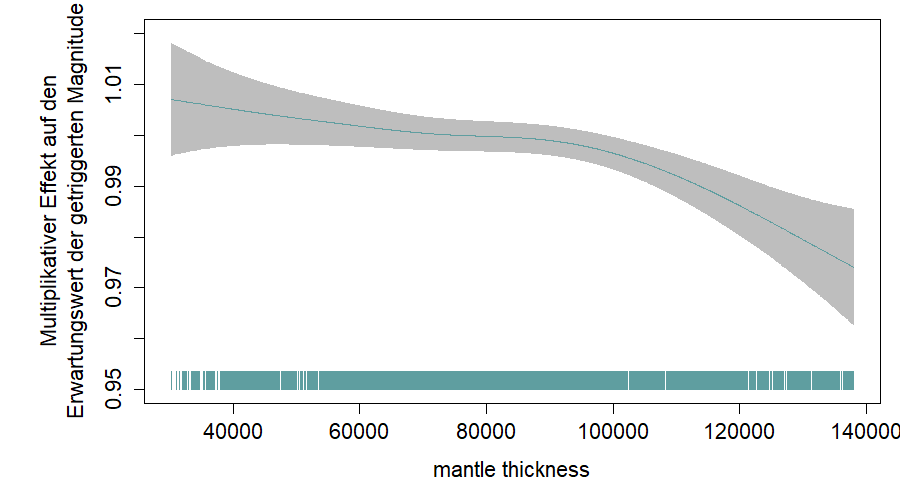 Multiplikativer Effekt auf den
Erwartungswert der getriggerten Magnitude
1.01
0.99
0.97
0.95
40000 60000 80000 100000 120000 140000
mantle thickness